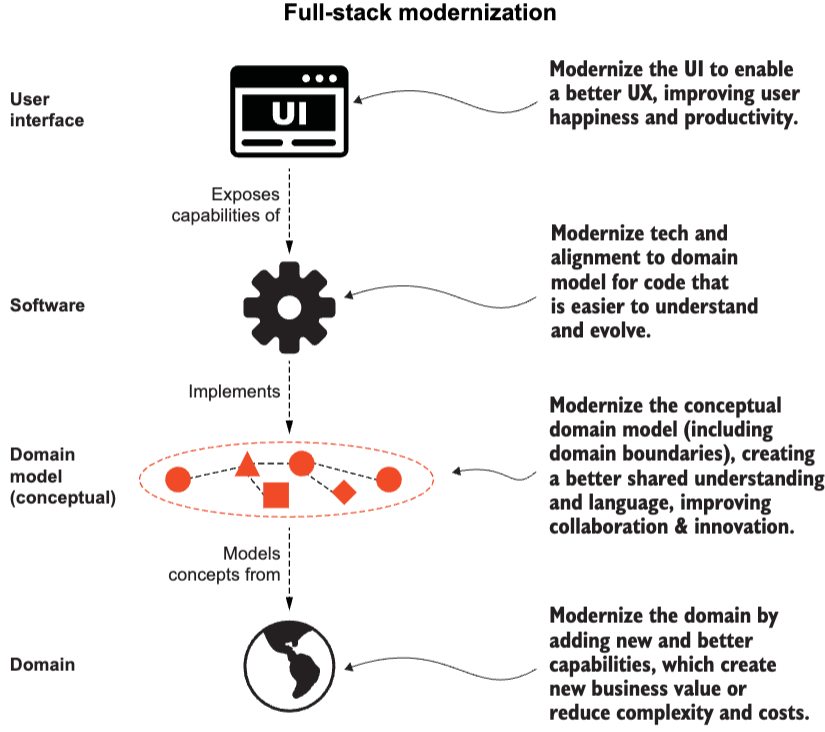 Full-stack modernization
User
interface
UI
Modernize the UI to enable
a better UX, improving user
happiness and productivity.
Exposes
capabilities of
Software
Modernize tech and
alignment to domain
model for code that
is easier to understand
and evolve.
Implements
Domain
model
(conceptual)
Modernize the conceptual
domain model (including
domain boundaries), creating
a better shared understanding
and language, improving
collaboration & innovation.
Models
concepts from
Domain
Modernize the domain by
adding new and better
capabilities, which create
new business value or
reduce complexity and costs.